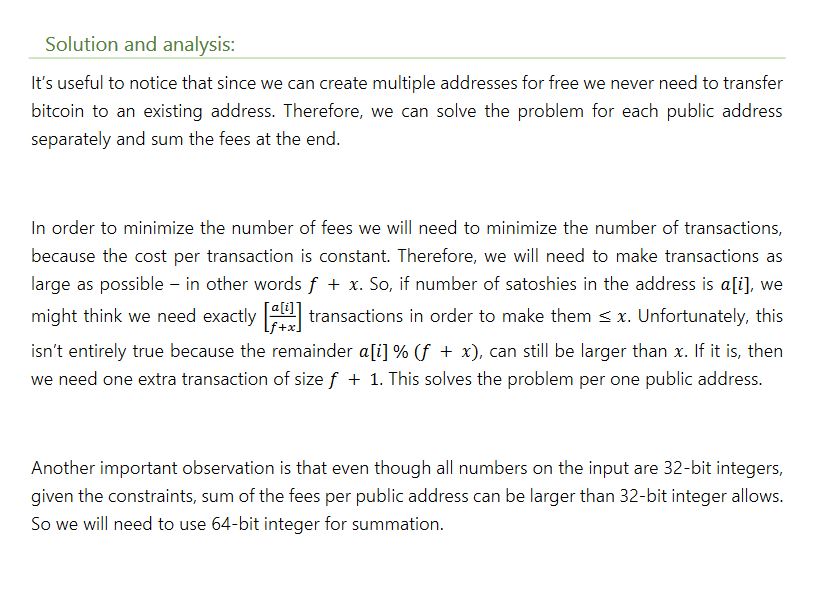 Solution and analysis:
It's useful to notice that since we can create multiple addresses for free we never need to transfer
bitcoin to an existing address. Therefore, we can solve the problem for each public address
separately and sum the fees at the end.
In order to minimize the number of fees we will need to minimize the number of transactions,
because the cost per transaction is constant. Therefore, we will need to make transactions as
large as possible – in other words f + x. So, if number of satoshies in the address is a[i], we
might think we need exactly [a[i]/(f+x)] transactions in order to make them ≤ x. Unfortunately, this
isn't entirely true because the remainder a[i] % (f + x), can still be larger than x. If it is, then
we need one extra transaction of size f + 1. This solves the problem per one public address.
Another important observation is that even though all numbers on the input are 32-bit integers,
given the constraints, sum of the fees per public address can be larger than 32-bit integer allows.
So we will need to use 64-bit integer for summation.